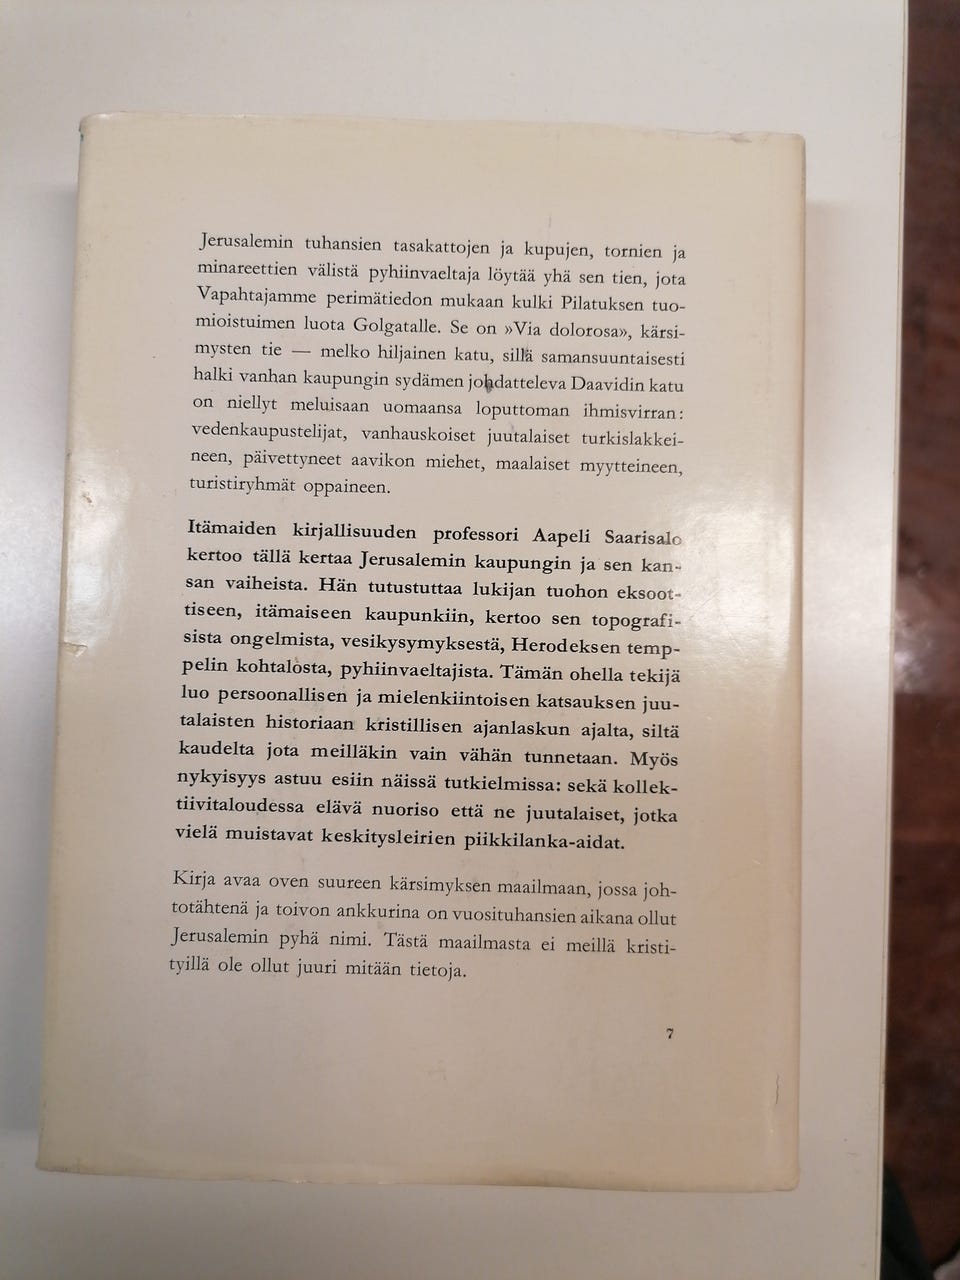 Jerusalemin tuhansien tasakattojen ja kupujen, tornien ja
minareettien välistä pyhiinvaeltaja löytää yhä sen tien, jota
Vapahtajamme perimätiedon mukaan kulki Pilatuksen tuo-
mioistuimen luota Golgatalle. Se on »Via dolorosa», kärsi-
mysten tie — melko hiljainen katu, sillä samansuuntaisesti
halki vanhan kaupungin sydämen johdatteleva Daavidin katu
on niellyt meluisaan uomaansa loputtoman ihmisvirran:
vedenkaupustelijat, vanhauskoiset juutalaiset turkislakkei-
neen, päivettyneet aavikon miehet, maalaiset myytteineen,
turistiryhmät oppaineen.
Itämaiden kirjallisuuden professori Aapeli Saarisalo
kertoo tällä kertaa Jerusalemin kaupungin ja sen kan-
san vaiheista. Hän tutustuttaa lukijan tuohon eksoot-
tiseen, itämaiseen kaupunkiin, kertoo sen topografi-
sista ongelmista, vesikysymyksestä, Herodeksen temp-
pelin kohtalosta, pyhiinvaeltajista. Tämän ohella tekijä
luo persoonallisen ja mielenkiintoisen katsauksen juu-
talaisten historiaan kristillisen ajanlaskun ajalta, siltä
kaudelta jota meilläkin vain vähän tunnetaan. Myös
nykyisyys astuu esiin näissä tutkielmissa: sekä kollek-
tiivitaloudessa elävä nuoriso että ne juutalaiset, jotka
vielä muistavat keskitysleirien piikkilanka-aidat.
Kirja avaa oven suureen kärsimyksen maailmaan, jossa joh-
totähtenä ja toivon ankkurina on vuosituhansien aikana ollut
Jerusalemin pyhä nimi. Tästä maailmasta ei meillä kristi-
tyillä ole ollut juuri mitään tietoja.
7